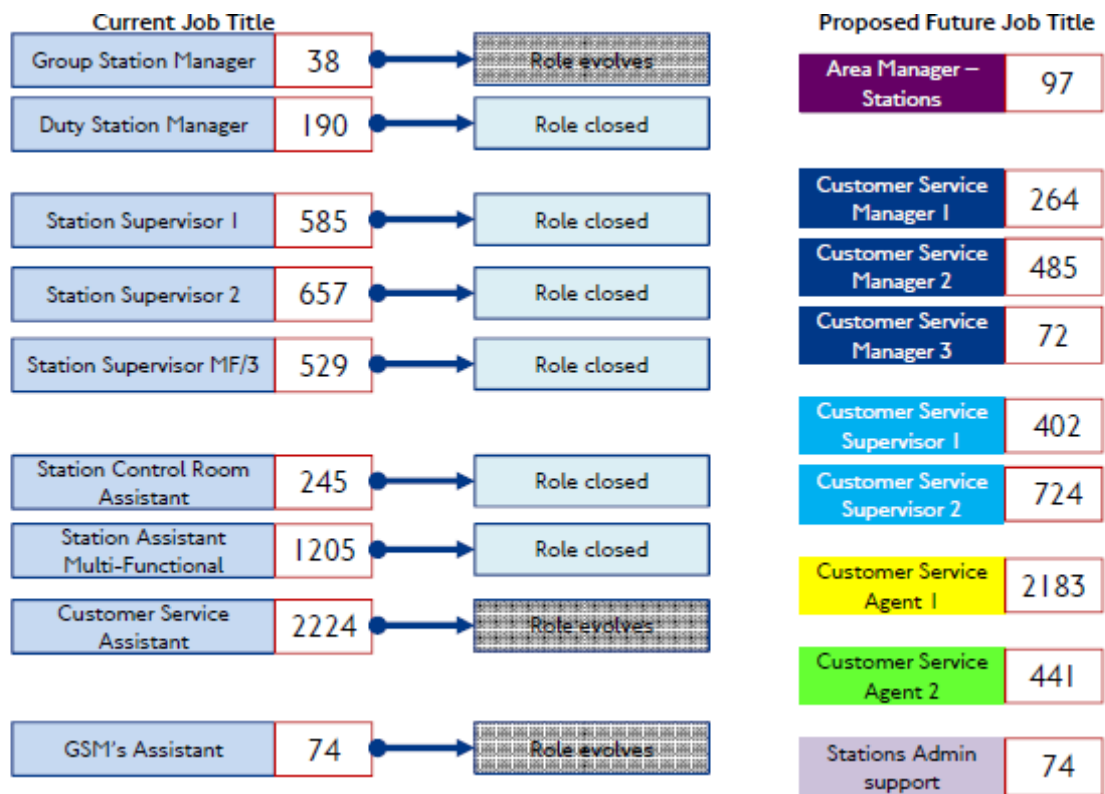 Current Job Title
Proposed Future Job Title
Group Station Manager 38 Role evolves
Area Manager –
Stations
97
Duty Station Manager 190 Role closed
Customer Service
Manager 1
264
Station Supervisor 1 585 Role closed
Customer Service
Manager 2
485
Station Supervisor 2 657 Role closed
Customer Service
Manager 3
72
Station Supervisor MF/3 529 Role closed
Customer Service
Supervisor 1
402
Station Control Room
Assistant
245 Role closed
Customer Service
Supervisor 2
724
Station Assistant
Multi-Functional
1205 Role closed
Customer Service
Agent 1
2183
Customer Service
Assistant
2224 Role evolves
Customer Service
Agent 2
441
GSM's Assistant 74 Role evolves
Stations Admin
support
74